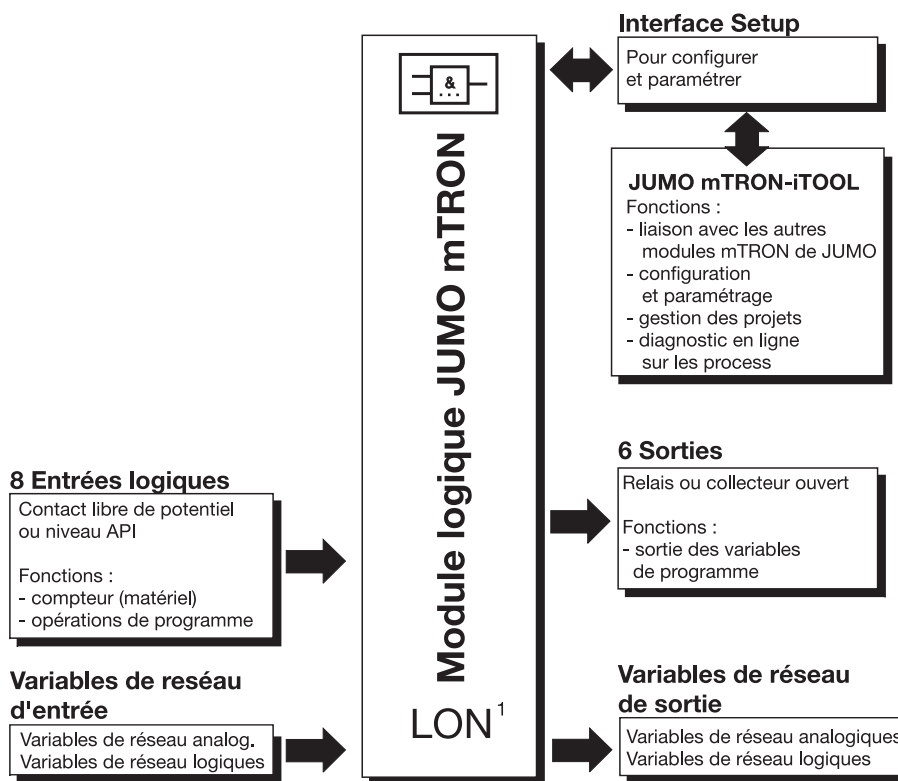 Interface Setup
Pour configurer
et paramétrer
&
...
JUMO mTRON-iTOOL
Fonctions :
- liaison avec les autres
modules mTRON de JUMO
- configuration
et paramétrage
- gestion des projets
- diagnostic en ligne
sur les process
Module logique JUMO mTRON
8 Entrées logiques
Contact libre de potentiel
ou niveau API
Fonctions :
- compteur (matériel)
- opérations de programme
6 Sorties
Relais ou collecteur ouvert
Fonctions :
- sortie des variables
de programme
Variables de reséau
d'entrée
Variables de réseau analog.
Variables de réseau logiques
LON1
Variables de réseau
de sortie
Variables de réseau analogiques
Variables de réseau logiques